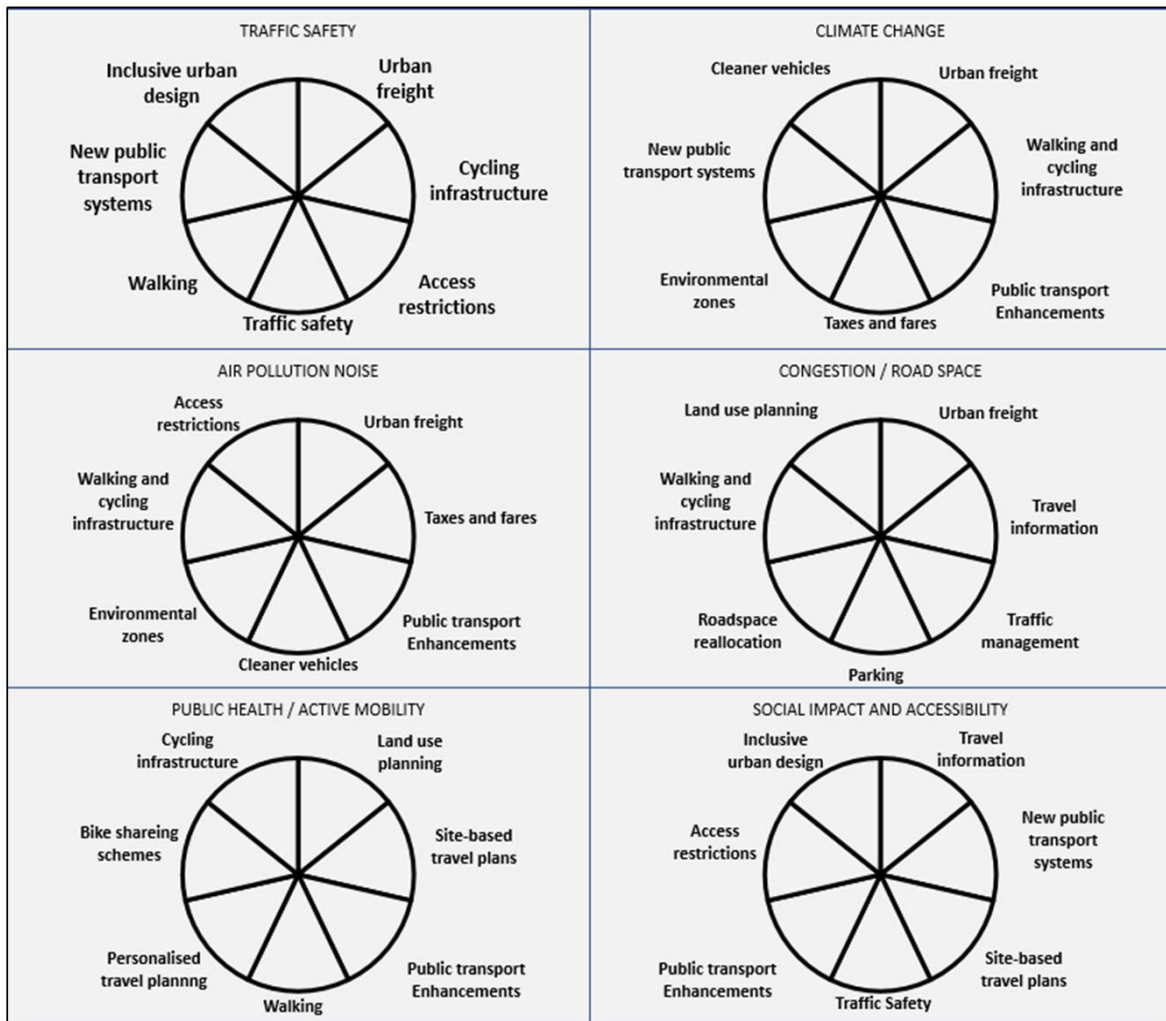 TRAFFIC SAFETY
Inclusive urban
design
Urban
freight
New public
transport
systems
Cycling
infrastructure
Walking
Access
restrictions
Traffic safety
CLIMATE CHANGE
Cleaner vehicles
Urban freight
New public
transport systems
Walking and
cycling
infrastructure
Environmental
zones
Public transport
Enhancements
Taxes and fares
AIR POLLUTION NOISE
Access
restrictions
Urban freight
Walking and
cycling
infrastructure
Taxes and fares
Environmental
zones
Public transport
Enhancements
Cleaner vehicles
CONGESTION / ROAD SPACE
Land use planning
Urban freight
Walking and
cycling
infrastructure
Travel
information
Roadspace
reallocation
Traffic
management
Parking
PUBLIC HEALTH / ACTIVE MOBILITY
Cycling
infrastructure
Land use
planning
Bike shareing
schemes
Site-based
travel plans
Personalised
travel plannng
Public transport
Enhancements
Walking
SOCIAL IMPACT AND ACCESSIBILITY
Inclusive
urban design
Travel
information
Access
restrictions
New public
transport
systems
Public transport
Enhancements
Site-based
travel plans
Traffic Safety